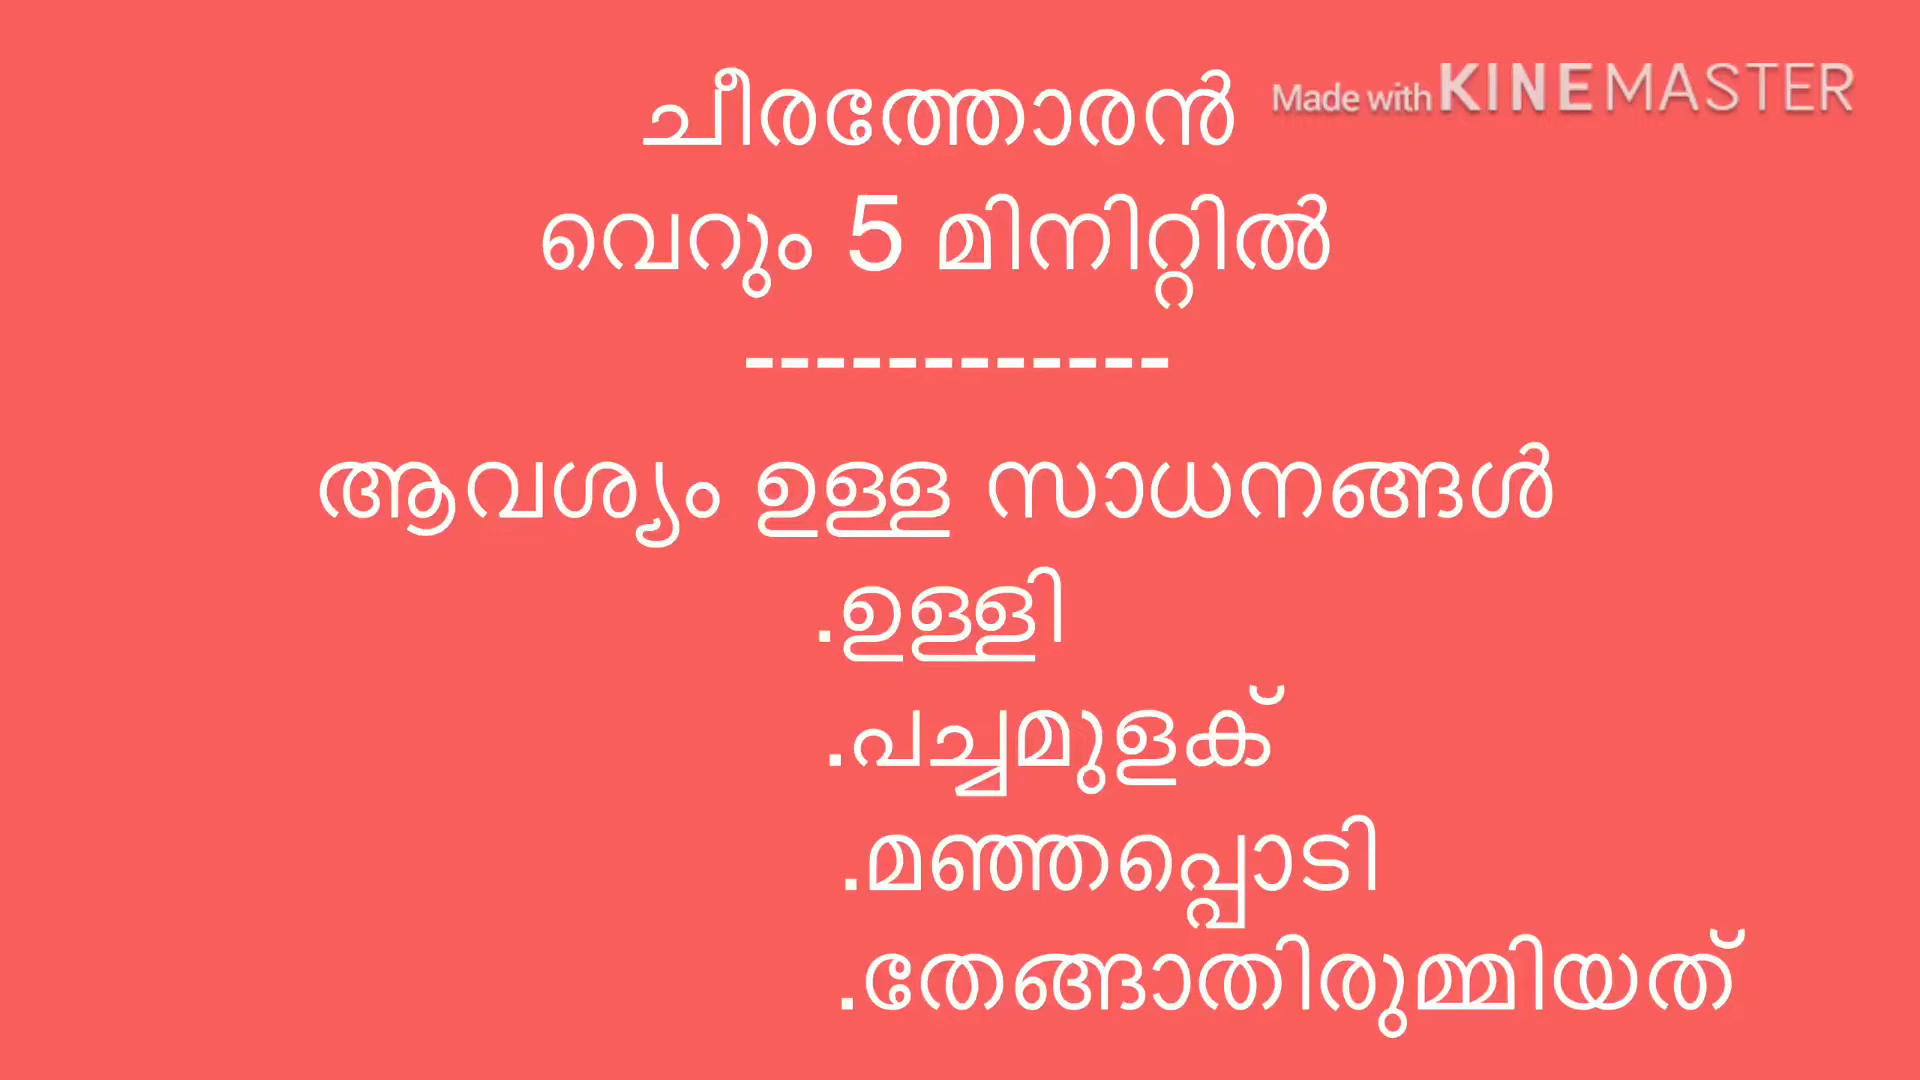 ചീരത്തോരൻ
Made with KINEMASTER
വെറും 5 മിനിറ്റിൽ
------------
ആവശ്യം ഉള്ള സാധനങ്ങൾ
.ഉള്ളി
.പച്ചമുളക്
.മഞ്ഞപ്പൊടി
.തേങ്ങാതിരുമ്മിയത്